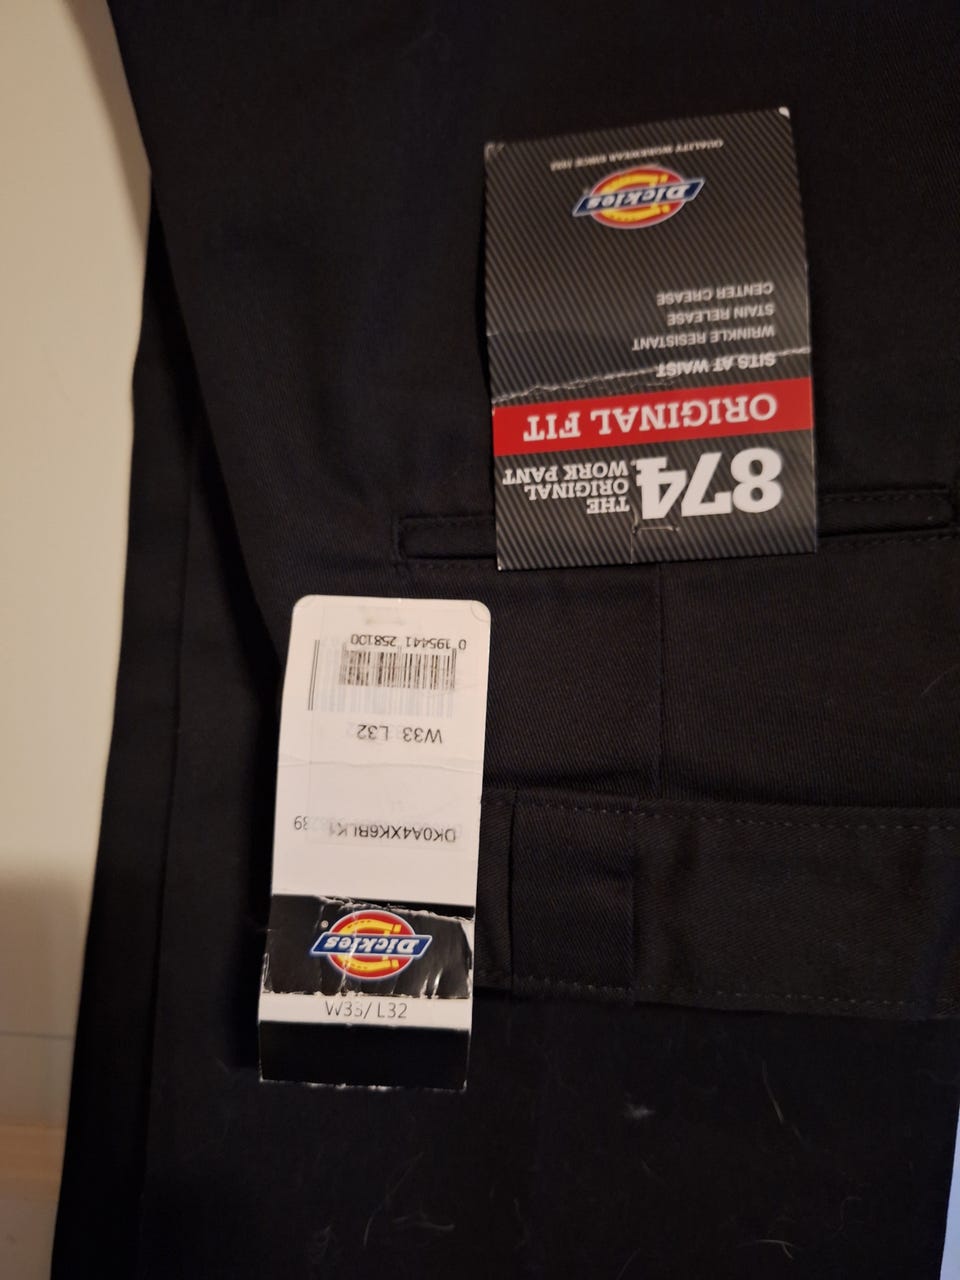 874
THE
ORIGINAL
WORK PANT
ORIGINAL FIT
SITS AT WAIST
WRINKLE RESISTANT
STAIN RELEASE
CENTER CREASE
Dickies
QUALITY WORKWEAR SINCE 1922
W33/ L32
Dickies®
DK0A4XK6BLK1
W33 L32
0 195441 258100